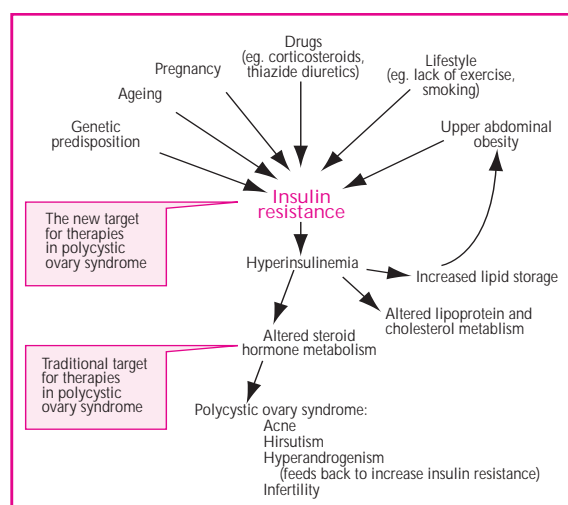 Drugs
(eg. corticosteroids,
thiazide diuretics)
Lifestyle
(eg. lack of exercise,
smoking)
Pregnancy
Ageing
Genetic
predisposition
Upper abdominal
obesity
Insulin
resistance
The new target
for therapies
in polycystic
ovary syndrome
Hyperinsulinemia
Increased lipid storage
Altered lipoprotein and
cholesterol metablism
Altered steroid
hormone metabolism
Traditional target
for therapies
in polycystic
ovary syndrome
Polycystic ovary syndrome:
Acne
Hirsutism
Hyperandrogenism
(feeds back to increase insulin resistance)
Infertility